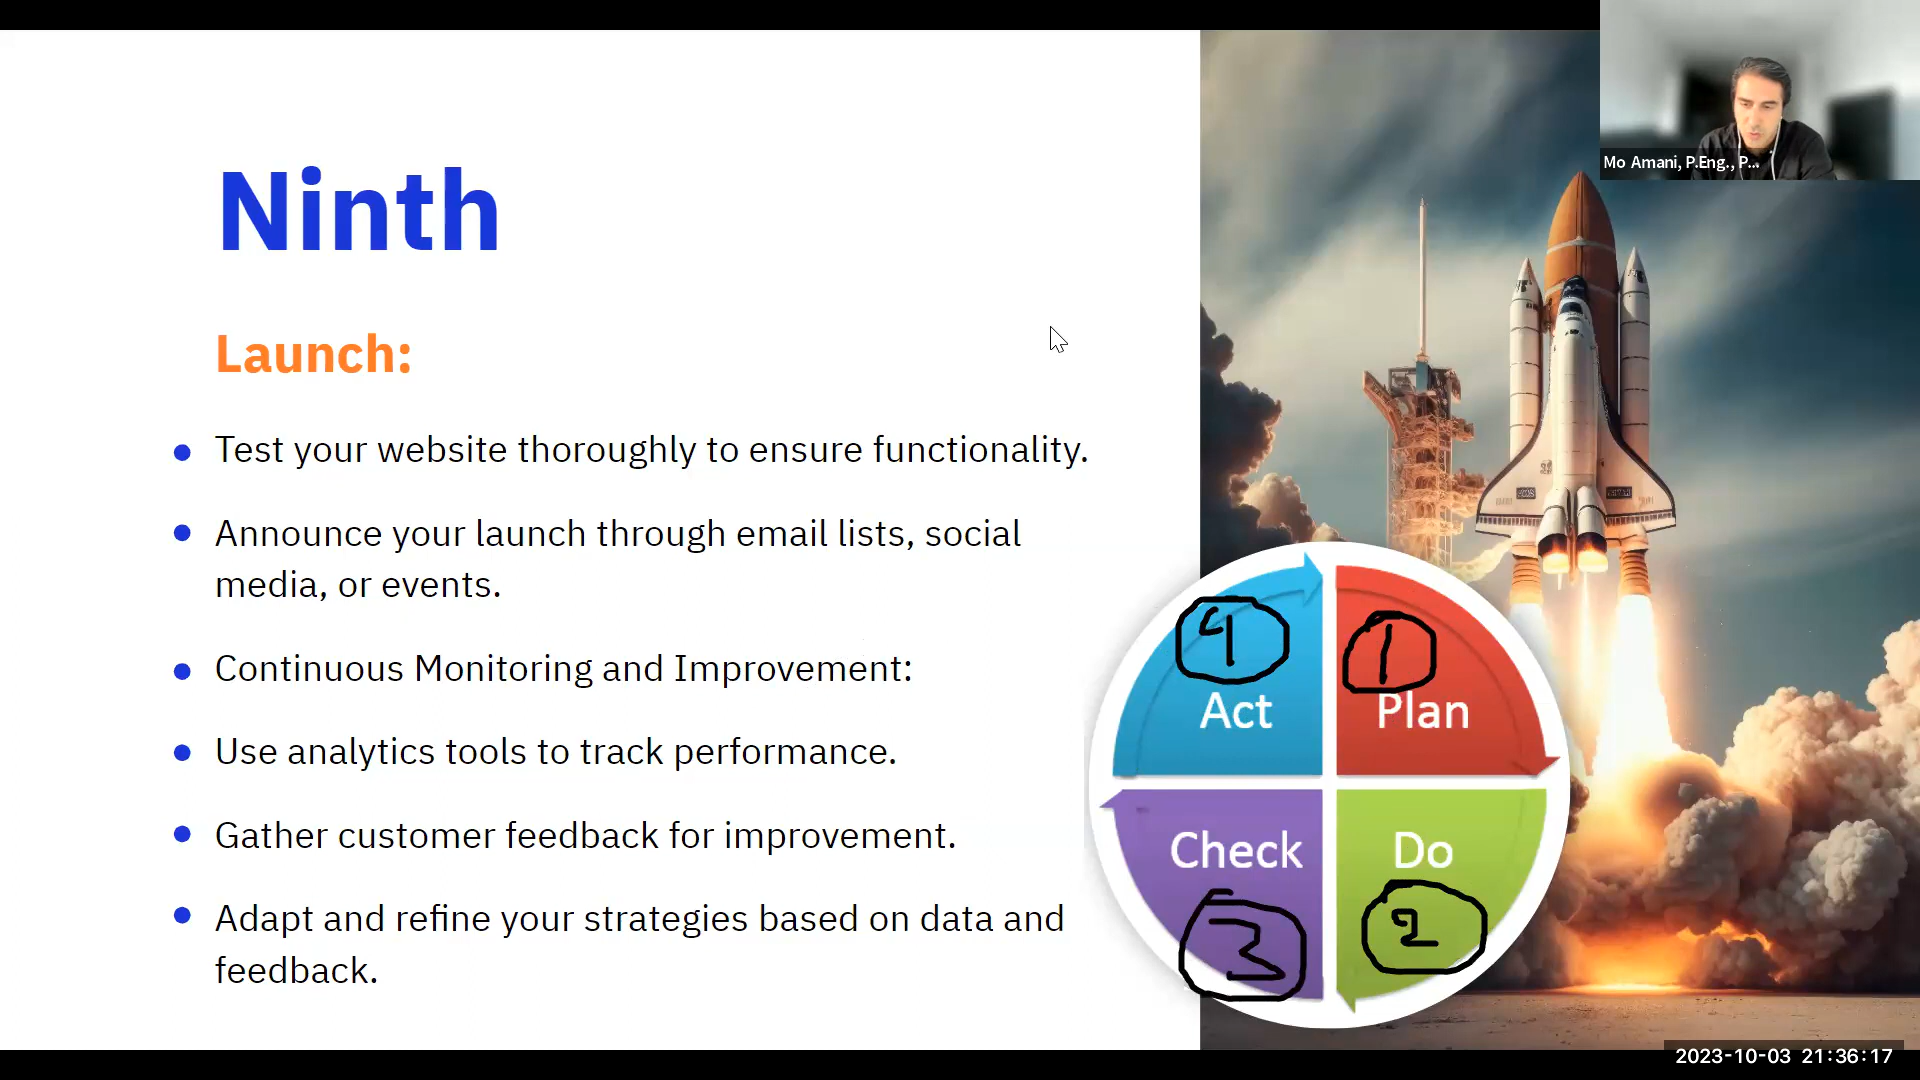 Mo Amani, P.Eng., P...
Ninth
Launch:
Test your website thoroughly to ensure functionality.
Announce your launch through email lists, social
media, or events.
Continuous Monitoring and Improvement:
Use analytics tools to track performance.
Gather customer feedback for improvement.
Adapt and refine your strategies based on data and
feedback.
4
1
Act
Plan
Check
Do
3
2
2023-10-03 21:36:17